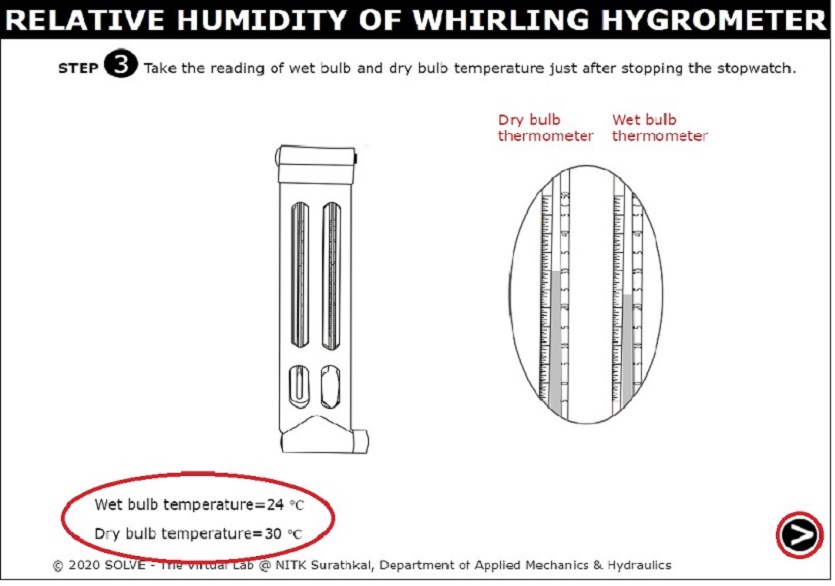 RELATIVE HUMIDITY OF WHIRLING HYGROMETER
STEP 3 Take the reading of wet bulb and dry bulb temperature just after stopping the stopwatch.
Dry bulb
thermometer
Wet bulb
thermometer
Wet bulb temperature=24 °C
Dry bulb temperature=30 °C
© 2020 SOLVE - The Virtual Lab @ NITK Surathkal, Department of Applied Mechanics & Hydraulics